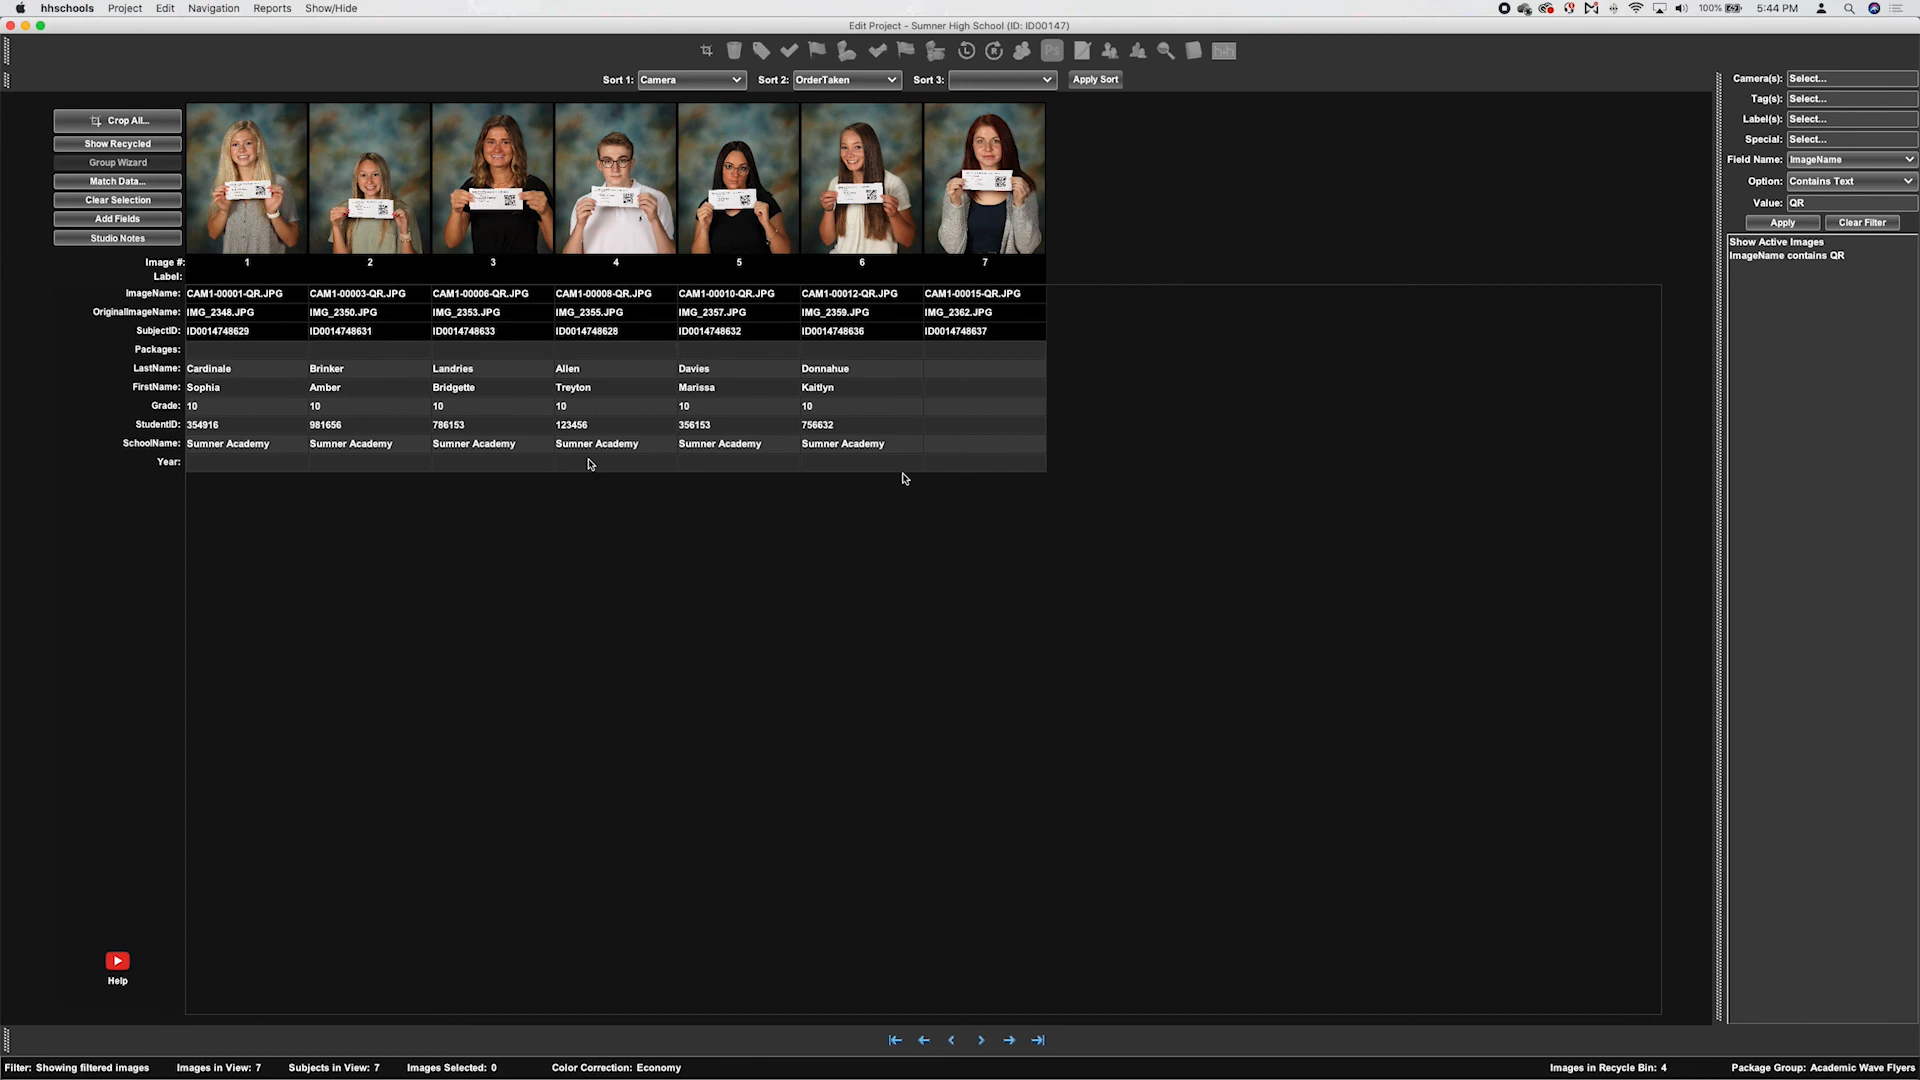 hhschools Project Edit Navigation Reports Show/Hide 100% 5:44 PM
Edit Project - Sumner High School (ID: ID00147)
Ps
Sort 1: Camera Sort 2: OrderTaken Sort 3: Apply Sort
Crop All...
Show Recycled
Group Wizard
Match Data...
Clear Selection
Add Fields
Studio Notes
Image #: 1 2 3 4 5 6 7
Label:
ImageName: CAM1-00001-QR.JPG CAM1-00003-QR.JPG CAM1-00006-QR.JPG CAM1-00008-QR.JPG CAM1-00010-QR.JPG CAM1-00012-QR.JPG CAM1-00015-QR.JPG
OriginalImageName: IMG_2348.JPG IMG_2350.JPG IMG_2353.JPG IMG_2355.JPG IMG_2357.JPG IMG_2359.JPG IMG_2362.JPG
SubjectID: ID0014748629 ID0014748631 ID0014748633 ID0014748628 ID0014748632 ID0014748636 ID0014748637
Packages:
LastName: Cardinale Brinker Landries Allen Davies Donnahue
FirstName: Sophia Amber Bridgette Treyton Marissa Kaitlyn
Grade: 10 10 10 10 10 10
StudentID: 354916 981656 786153 123456 356153 756632
SchoolName: Sumner Academy Sumner Academy Sumner Academy Sumner Academy Sumner Academy Sumner Academy
Year:
Help
Camera(s): Select...
Tag(s): Select...
Label(s): Select...
Special: Select...
Field Name: ImageName
Option: Contains Text
Value: QR
Apply Clear Filter
Show Active Images
ImageName contains QR
Filter: Showing filtered images Images in View: 7 Subjects in View: 7 Images Selected: 0 Color Correction: Economy Images in Recycle Bin: 4 Package Group: Academic Wave Flyers